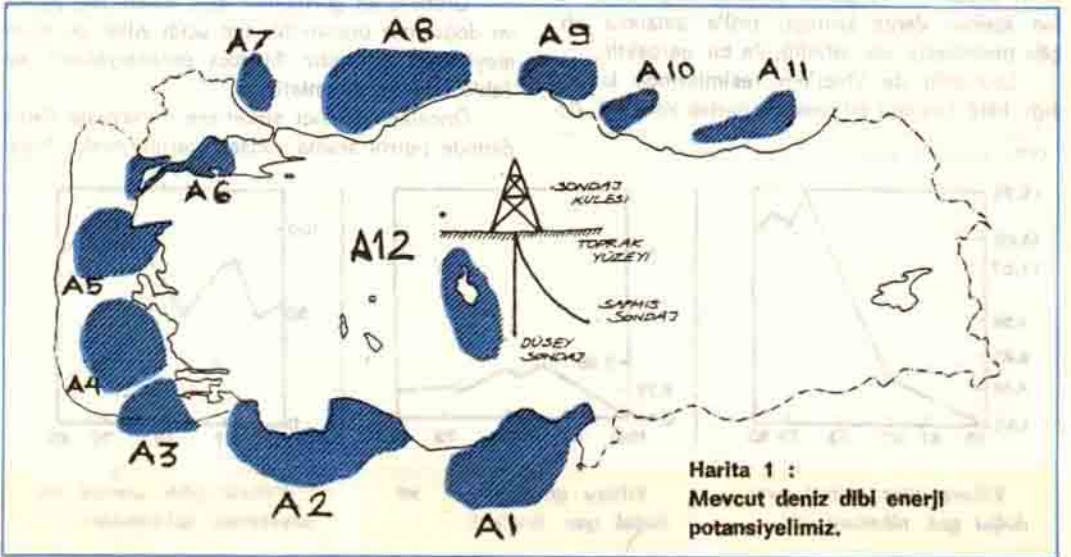 A7
A8
A9
A10
A11
A6
SONDAJ
KULESİ
A12
TOPRAK
YÜZEYİ
A5
SAPMIŞ
SONDAJ
DÜŞEY
SONDAJ
A4
A3
A2
A1
Harita 1 :
Mevcut deniz dibi enerji
potansiyelimiz.